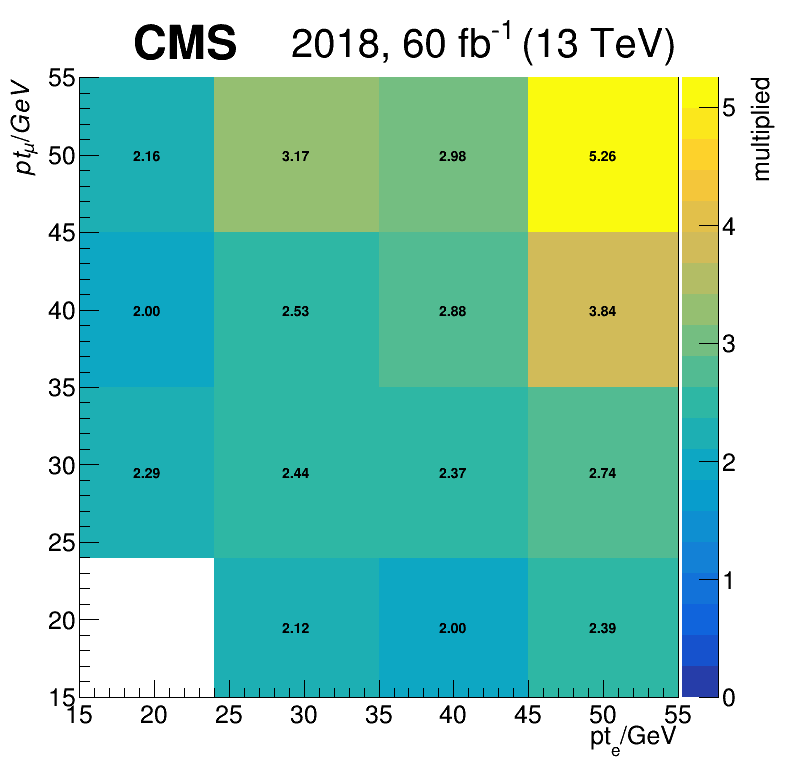 CMS 2018, 60 fb-1 (13 TeV)
ptμ/GeV
multiplied
55
50
45
40
35
30
25
20
15
2.16 3.17 2.98 5.26
2.00 2.53 2.88 3.84
2.29 2.44 2.37 2.74
2.12 2.00 2.39
5
4
3
2
1
0
15 20 25 30 35 40 45 50 55
pte/GeV